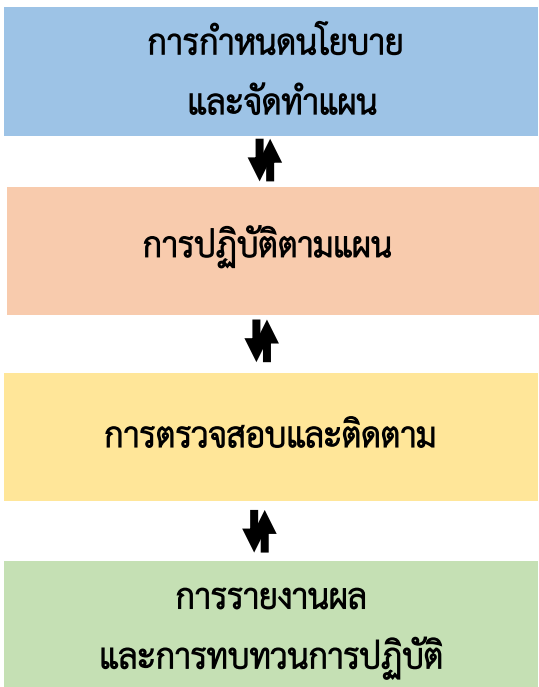 การกำหนดนโยบาย
และจัดทำแผน
การปฏิบัติตามแผน
การตรวจสอบและติดตาม
การรายงานผล
และการทบทวนการปฏิบัติ